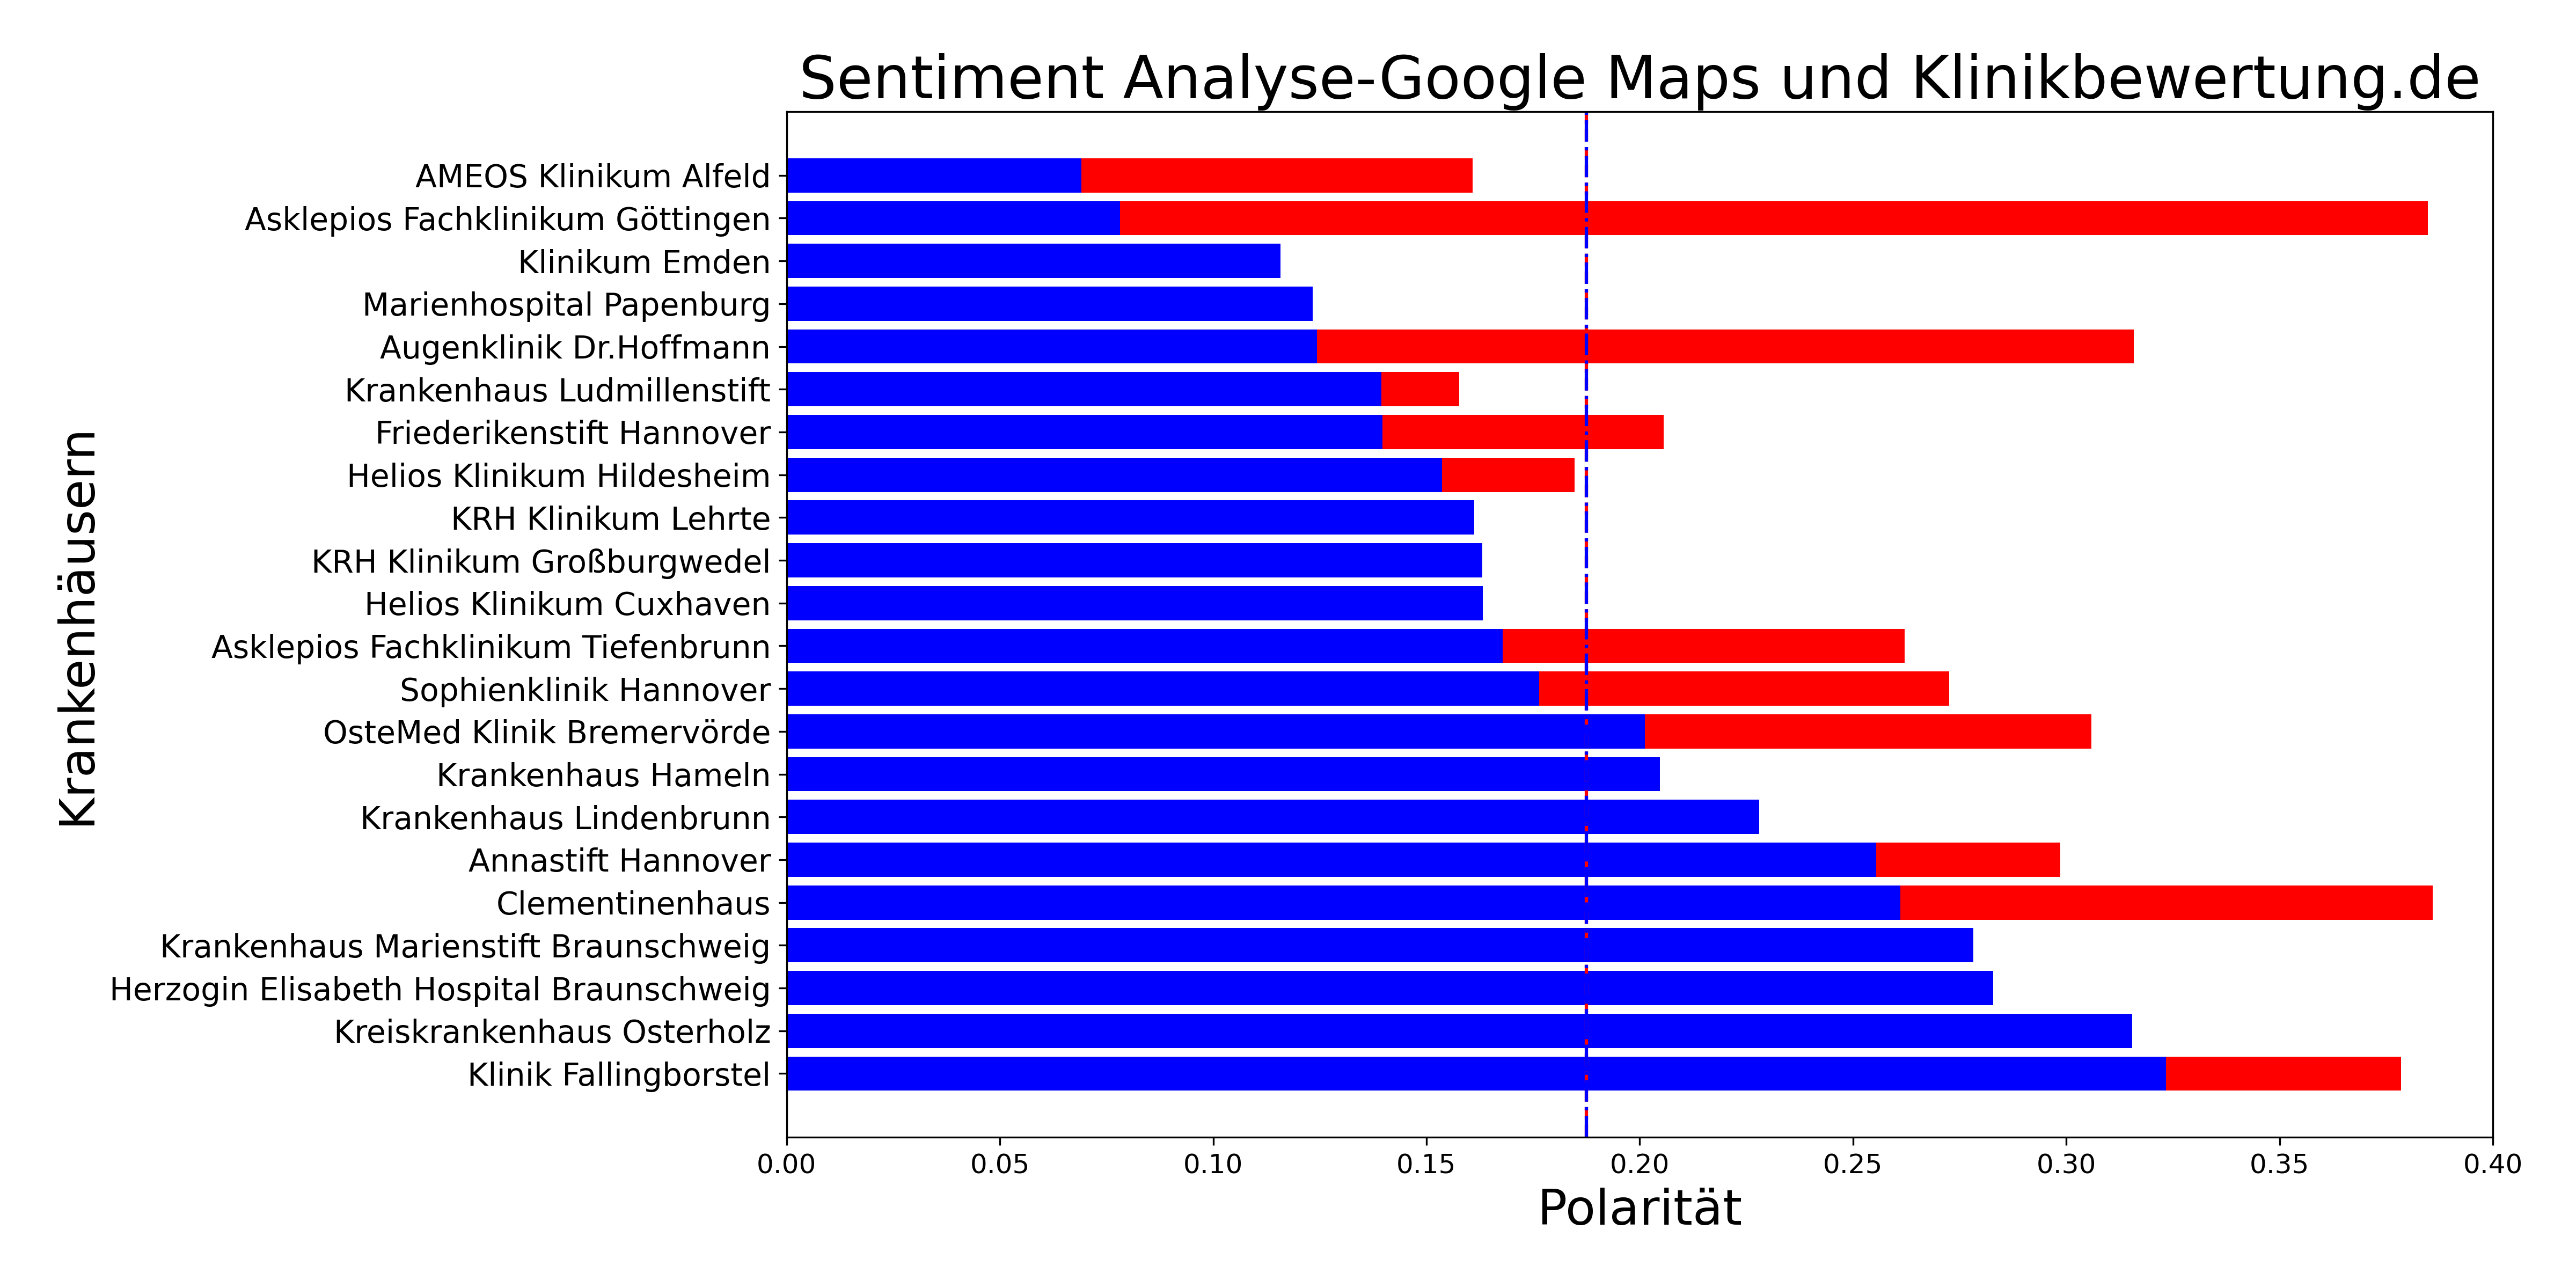 Sentiment Analyse-Google Maps und Klinikbewertung.de
Krankenhäusern
AMEOS Klinikum Alfeld
Asklepios Fachklinikum Göttingen
Klinikum Emden
Marienhospital Papenburg
Augenklinik Dr.Hoffmann
Krankenhaus Ludmillenstift
Friederikenstift Hannover
Helios Klinikum Hildesheim
KRH Klinikum Lehrte
KRH Klinikum Großburgwedel
Helios Klinikum Cuxhaven
Asklepios Fachklinikum Tiefenbrunn
Sophienklinik Hannover
OsteMed Klinik Bremervörde
Krankenhaus Hameln
Krankenhaus Lindenbrunn
Annastift Hannover
Clementinenhaus
Krankenhaus Marienstift Braunschweig
Herzogin Elisabeth Hospital Braunschweig
Kreiskrankenhaus Osterholz
Klinik Fallingborstel
0.00 0.05 0.10 0.15 0.20 0.25 0.30 0.35 0.40
Polarität